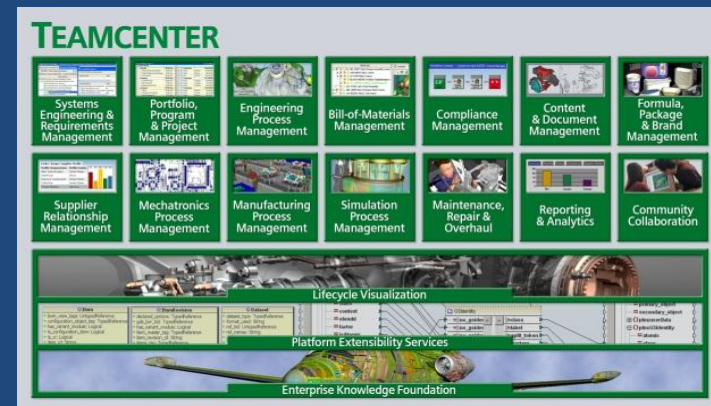 TEAMCENTER
Systems
Engineering &
Requirements
Management
Portfolio,
Program
& Project
Management
Engineering
Process
Management
Bill-of-Materials
Management
Compliance
Management
Content
& Document
Management
Formula,
Package
& Brand
Management
Supplier
Relationship
Management
Mechatronics
Process
Management
Manufacturing
Process
Management
Simulation
Process
Management
Maintenance,
Repair &
Overhaul
Reporting
& Analytics
Community
Collaboration
Lifecycle Visualization
Platform Extensibility Services
Enterprise Knowledge Foundation